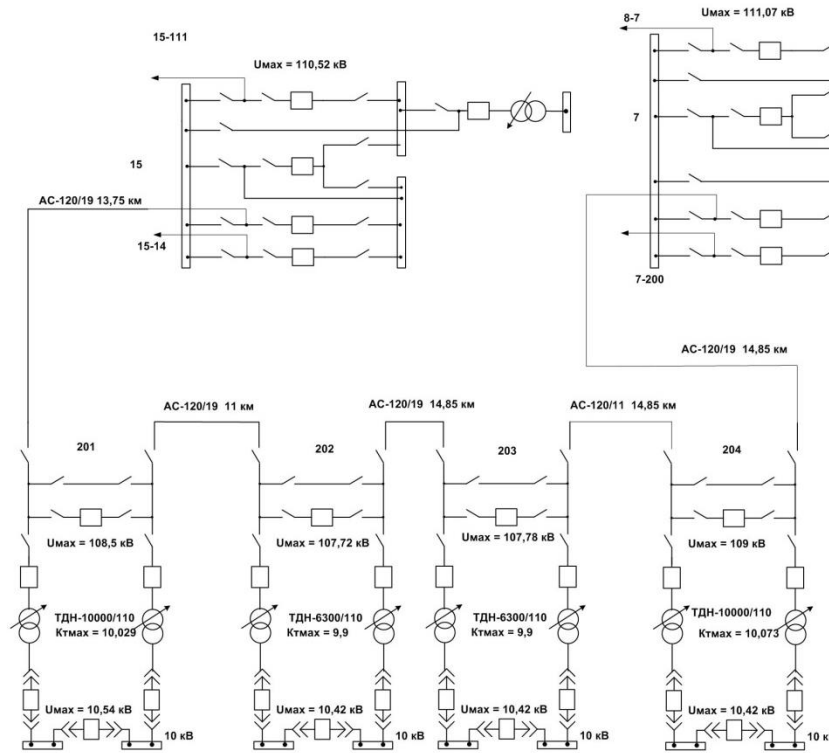 15-111
Uмах = 110,52 кВ
15
АС-120/19 13,75 км
15-14
8-7
Uмах = 111,07 кВ
7
7-200
АС-120/19 14,85 км
АС-120/19 11 км
АС-120/19 14,85 км
АС-120/11 14,85 км
201
202
203
204
Uмах = 108,5 кВ
Uмах = 107,72 кВ
Uмах = 107,78 кВ
Uмах = 109 кВ
ТДН-10000/110
Ктмах = 10,029
ТДН-6300/110
Ктмах = 9,9
ТДН-6300/110
Ктмах = 9,9
ТДН-10000/110
Ктмах = 10,073
Uмах = 10,54 кВ
Uмах = 10,42 кВ
Uмах = 10,42 кВ
Uмах = 10,42 кВ
10 кВ
10 кВ
10 кВ
10 кВ